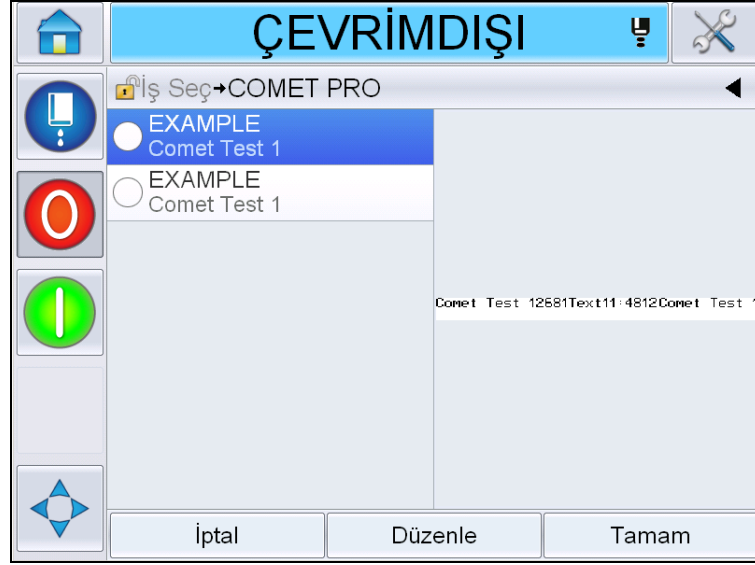 ÇEVRİMDIŞI
İş Seç→COMET PRO
EXAMPLE
Comet Test 1
EXAMPLE
Comet Test 1
Comet Test 12681Text11:4812Comet Test
İptal
Düzenle
Tamam